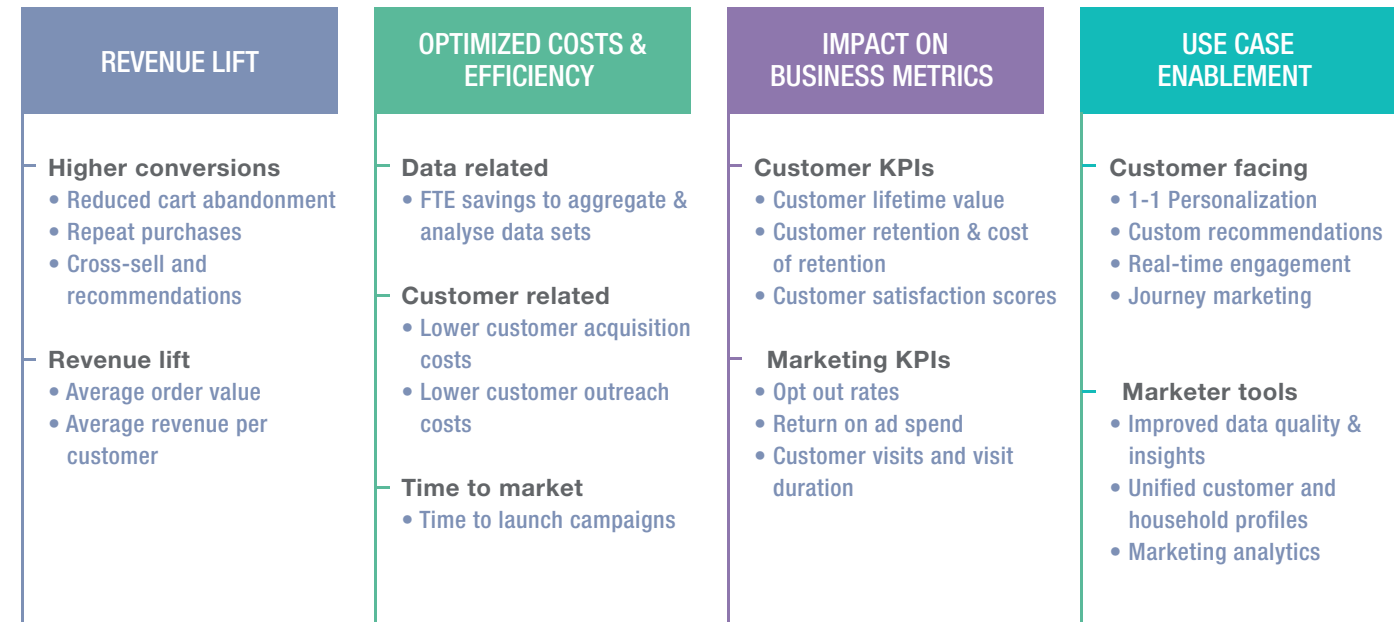 REVENUE LIFT
Higher conversions
• Reduced cart abandonment
• Repeat purchases
• Cross-sell and
recommendations
Revenue lift
• Average order value
• Average revenue per
customer
OPTIMIZED COSTS &
EFFICIENCY
Data related
• FTE savings to aggregate &
analyse data sets
Customer related
• Lower customer acquisition
costs
• Lower customer outreach
costs
Time to market
• Time to launch campaigns
IMPACT ON
BUSINESS METRICS
Customer KPIs
• Customer lifetime value
• Customer retention & cost
of retention
• Customer satisfaction scores
Marketing KPIs
• Opt out rates
• Return on ad spend
• Customer visits and visit
duration
USE CASE
ENABLEMENT
Customer facing
• 1-1 Personalization
• Custom recommendations
• Real-time engagement
• Journey marketing
Marketer tools
• Improved data quality &
insights
• Unified customer and
household profiles
• Marketing analytics